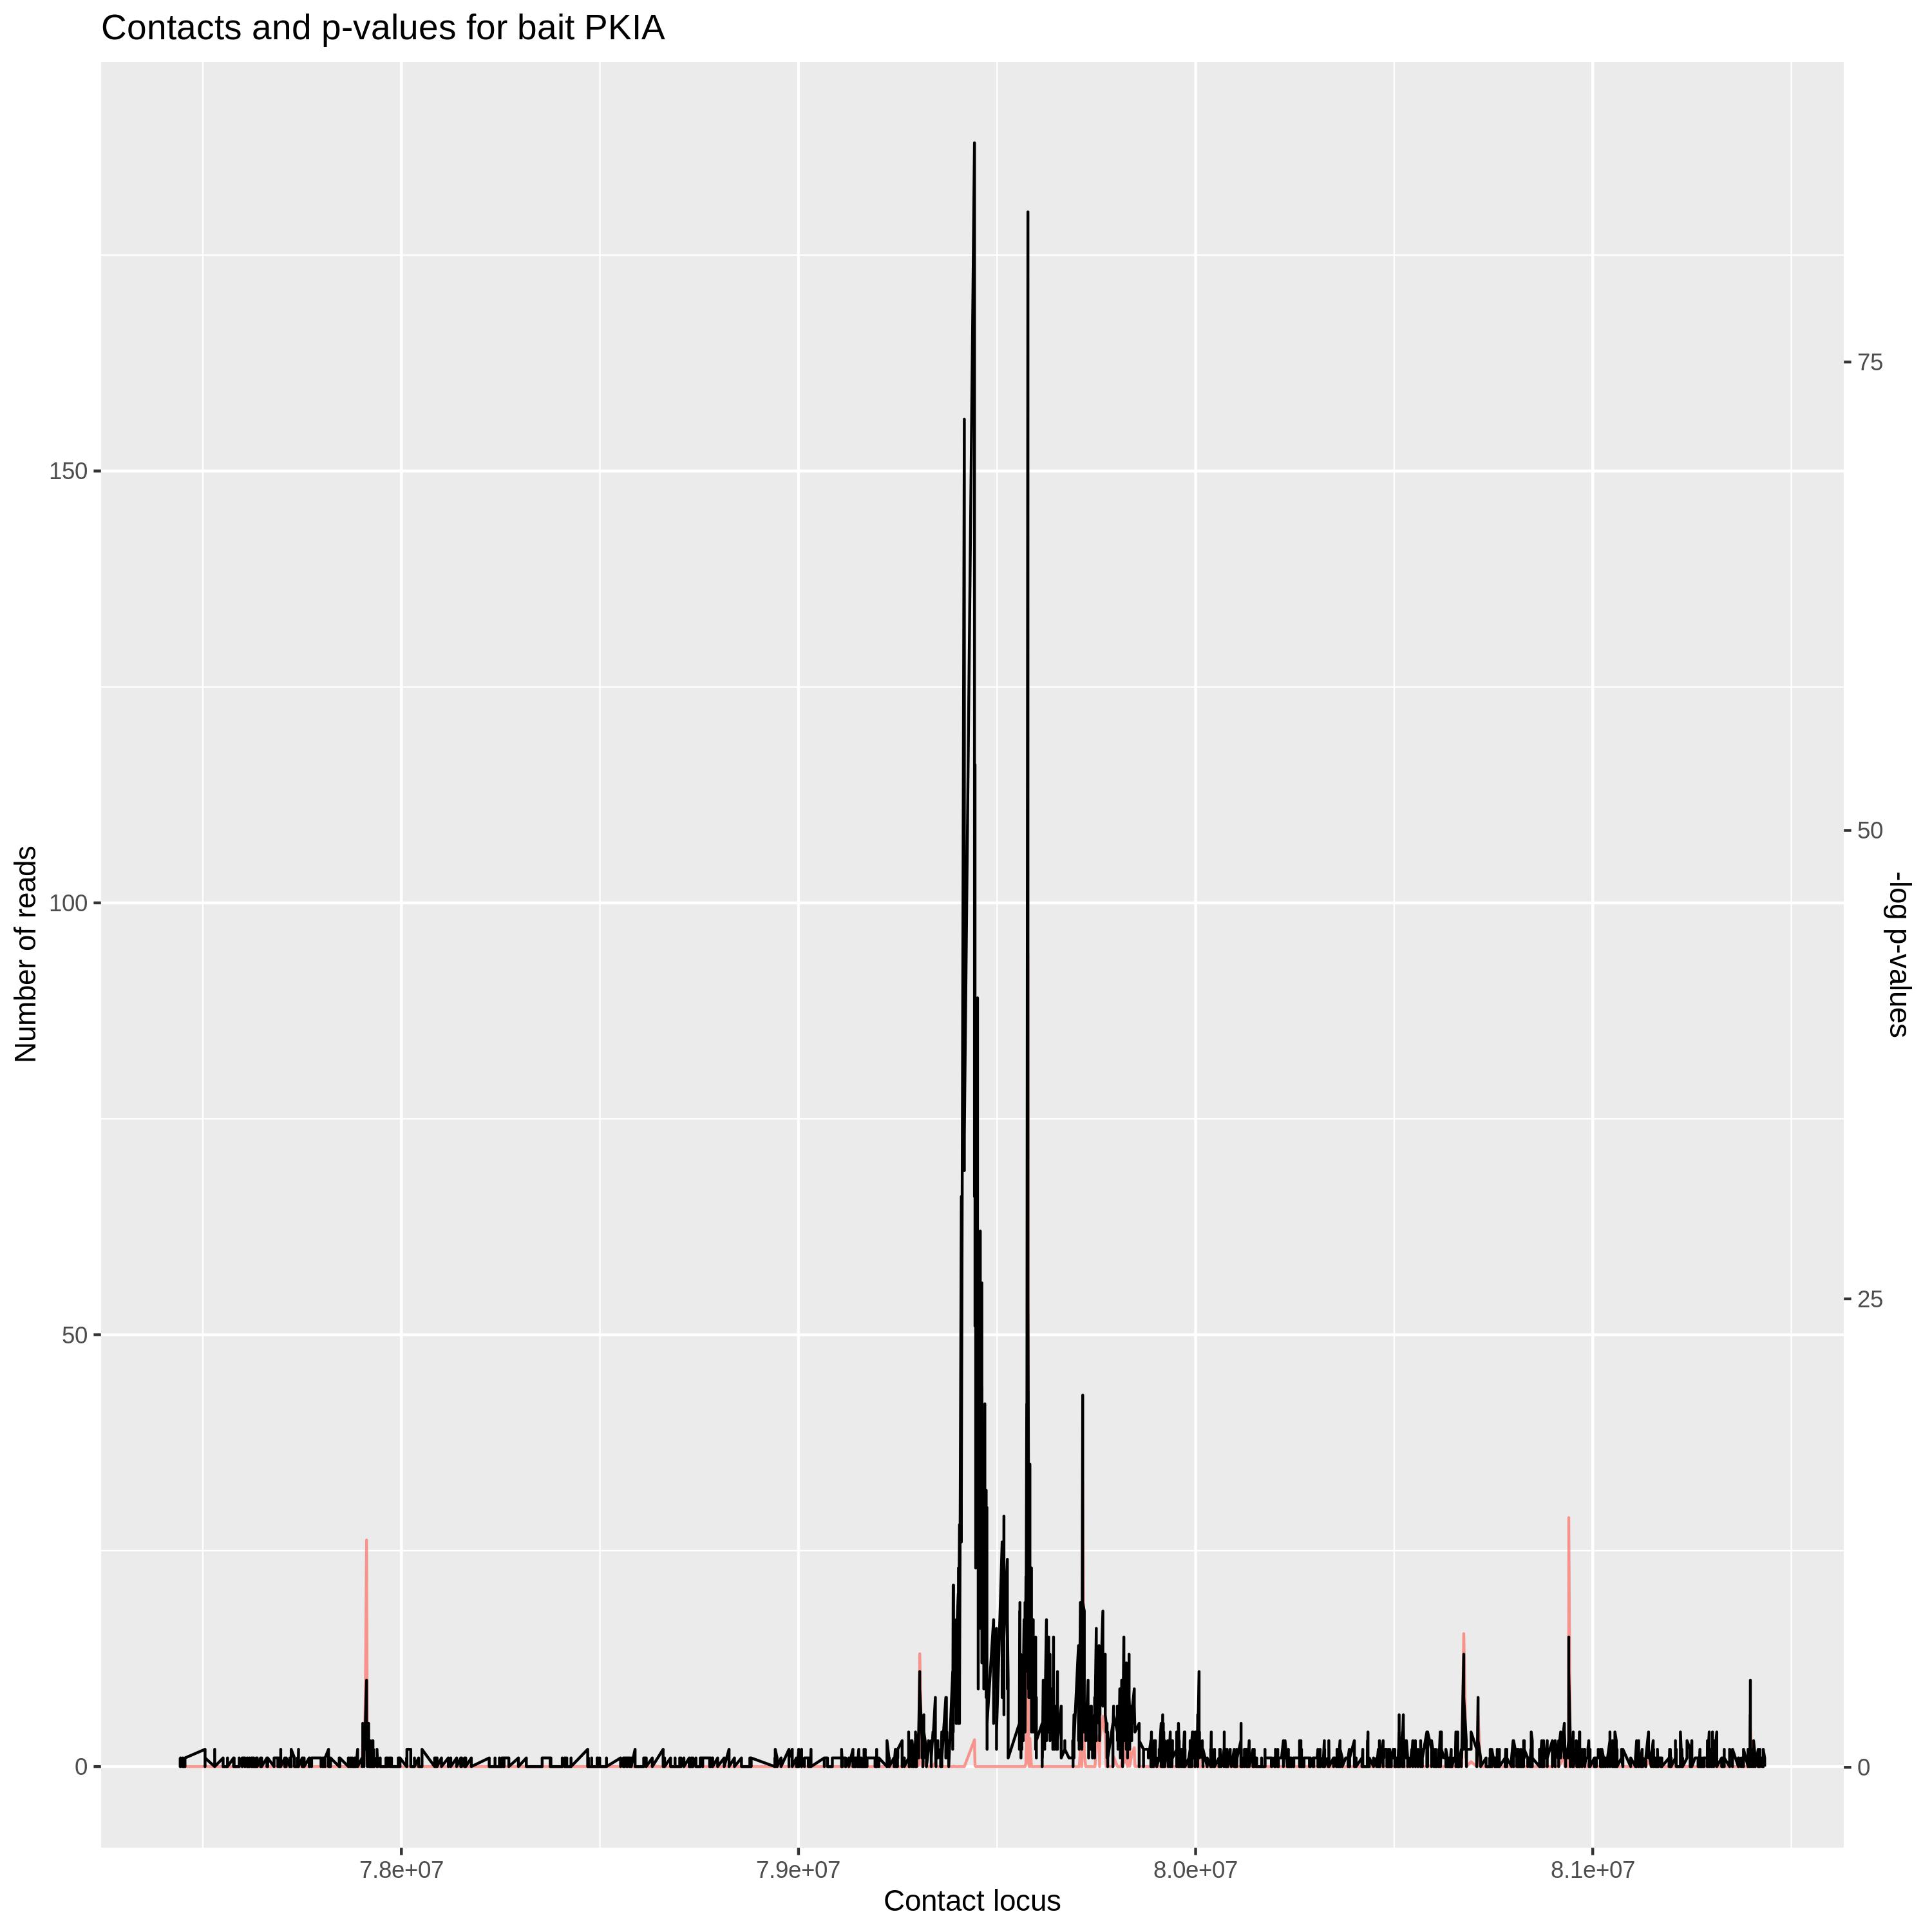 Contacts and p-values for bait PKIA
Number of reads
150
100
50
0
75
50
25
0
-log p-values
7.8e+07
7.9e+07
8.0e+07
8.1e+07
Contact locus